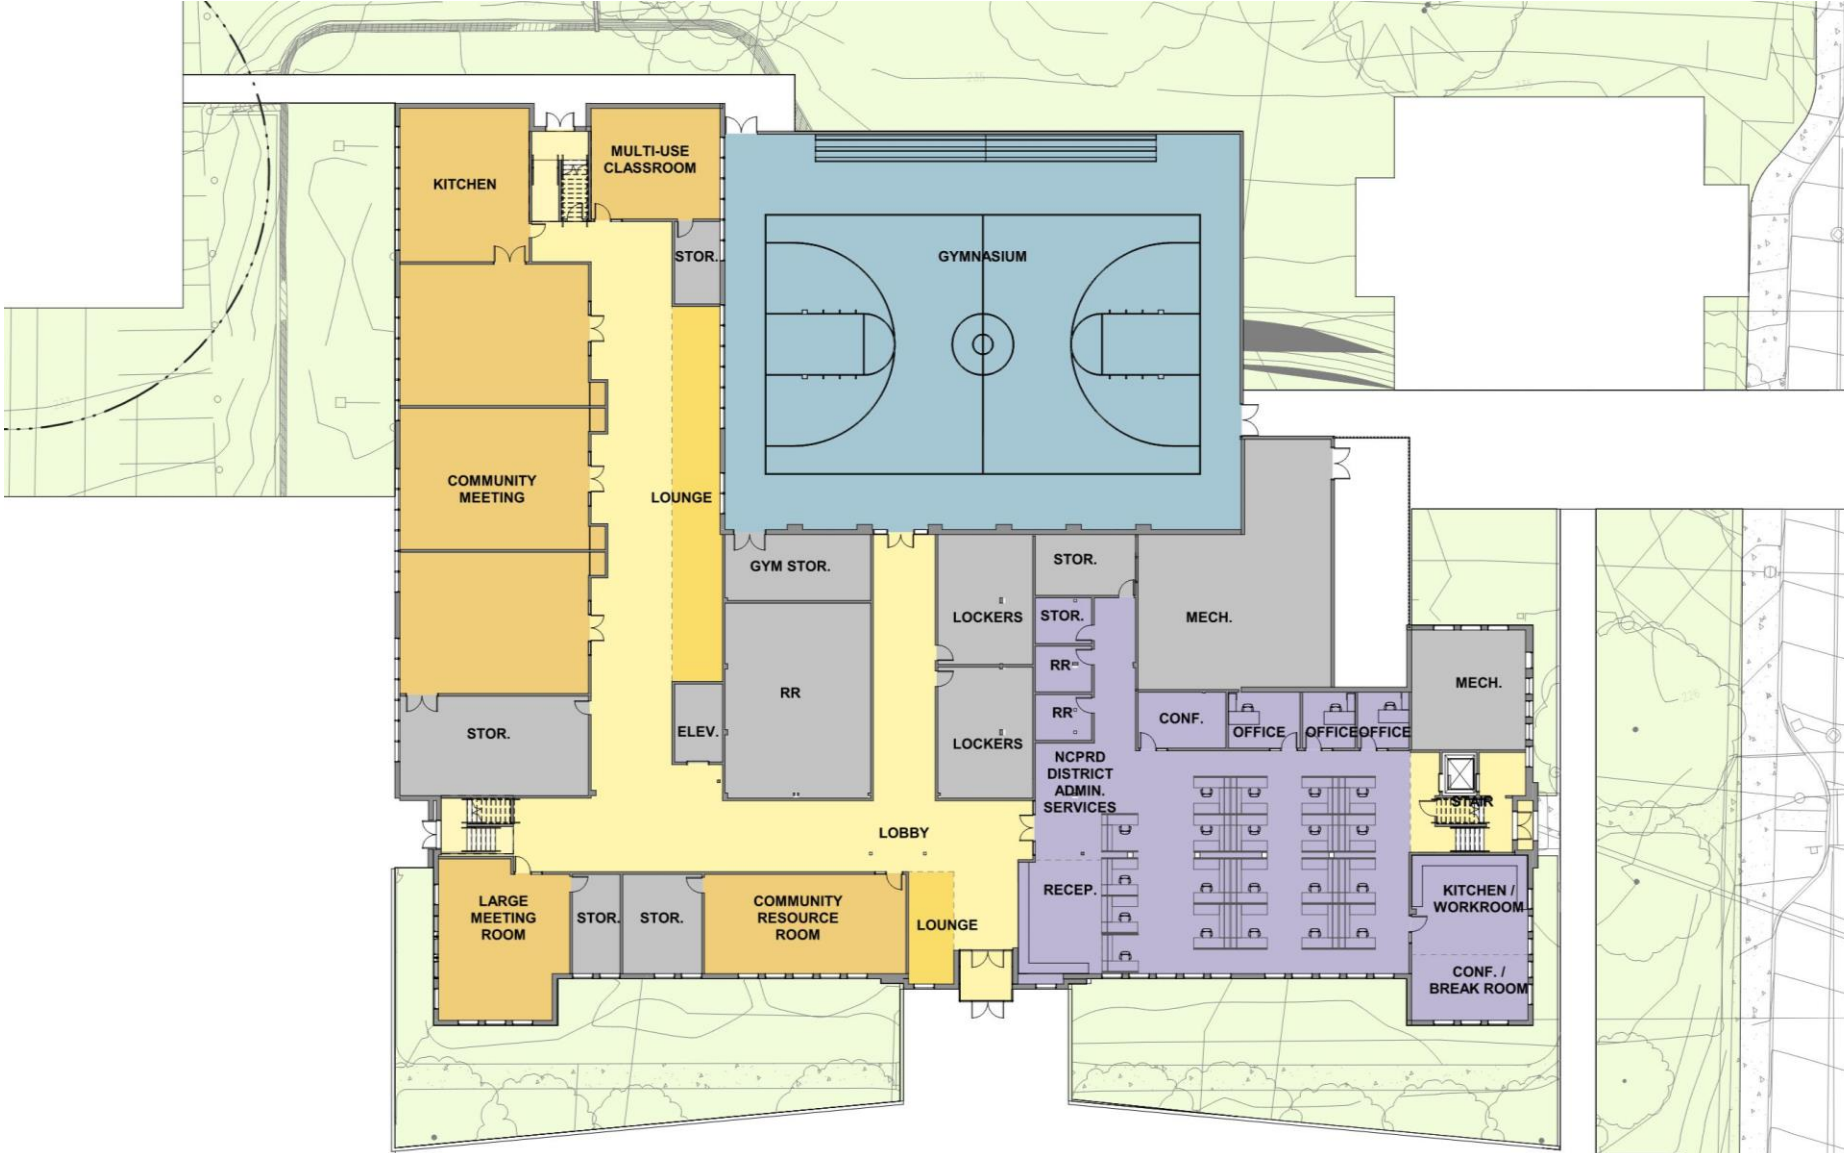 MULTI-USE
CLASSROOM
KITCHEN
STOR.
GYMNASIUM
COMMUNITY
MEETING
LOUNGE
GYM STOR.
STOR.
LOCKERS
STOR.
MECH.
RR
RR
MECH.
RR
STOR.
ELEV.
CONF.
OFFICE
OFFICE
OFFICE
LOCKERS
NCPRD
DISTRICT
ADMIN.
SERVICES
STAIR
LOBBY
RECEP.
KITCHEN /
WORKROOM
LARGE
MEETING
ROOM
STOR.
STOR.
COMMUNITY
RESOURCE
ROOM
LOUNGE
CONF. /
BREAK ROOM